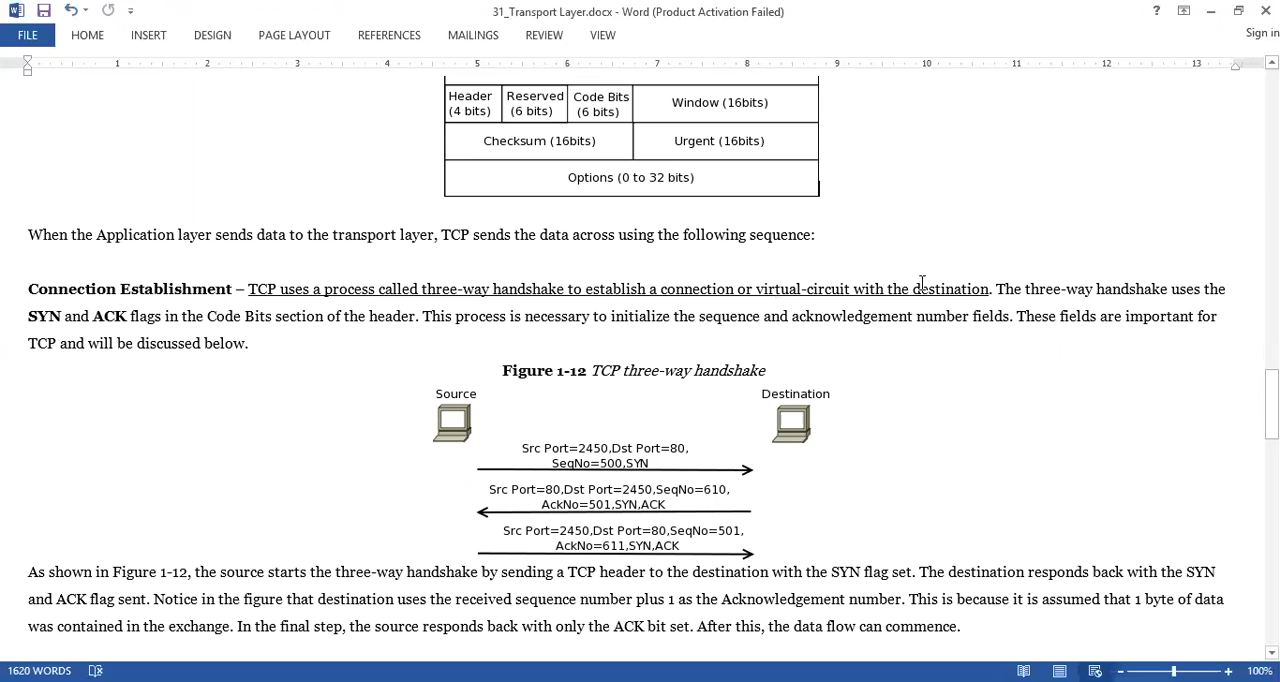 31_Transport Layer.docx - Word (Product Activation Failed)
?
FILE HOME INSERT DESIGN PAGE LAYOUT REFERENCES MAILINGS REVIEW VIEW Sign in
1 2 3 4 5 6 7 8 9 10 11 12 13
Header Reserved Code Bits Window (16bits)
(4 bits) (6 bits) (6 bits)
Checksum (16bits) Urgent (16bits)
Options (0 to 32 bits)
When the Application layer sends data to the transport layer, TCP sends the data across using the following sequence:
Connection Establishment – TCP uses a process called three-way handshake to establish a connection or virtual-circuit with the destination. The three-way handshake uses the
SYN and ACK flags in the Code Bits section of the header. This process is necessary to initialize the sequence and acknowledgement number fields. These fields are important for
TCP and will be discussed below.
Figure 1-12 TCP three-way handshake
Source Destination
Src Port=2450,Dst Port=80,
SeqNo=500,SYN
Src Port=80,Dst Port=2450,SeqNo=610,
AckNo=501,SYN,ACK
Src Port=2450,Dst Port=80,SeqNo=501,
AckNo=611,SYN,ACK
As shown in Figure 1-12, the source starts the three-way handshake by sending a TCP header to the destination with the SYN flag set. The destination responds back with the SYN
and ACK flag sent. Notice in the figure that destination uses the received sequence number plus 1 as the Acknowledgement number. This is because it is assumed that 1 byte of data
was contained in the exchange. In the final step, the source responds back with only the ACK bit set. After this, the data flow can commence.
1620 WORDS 100%